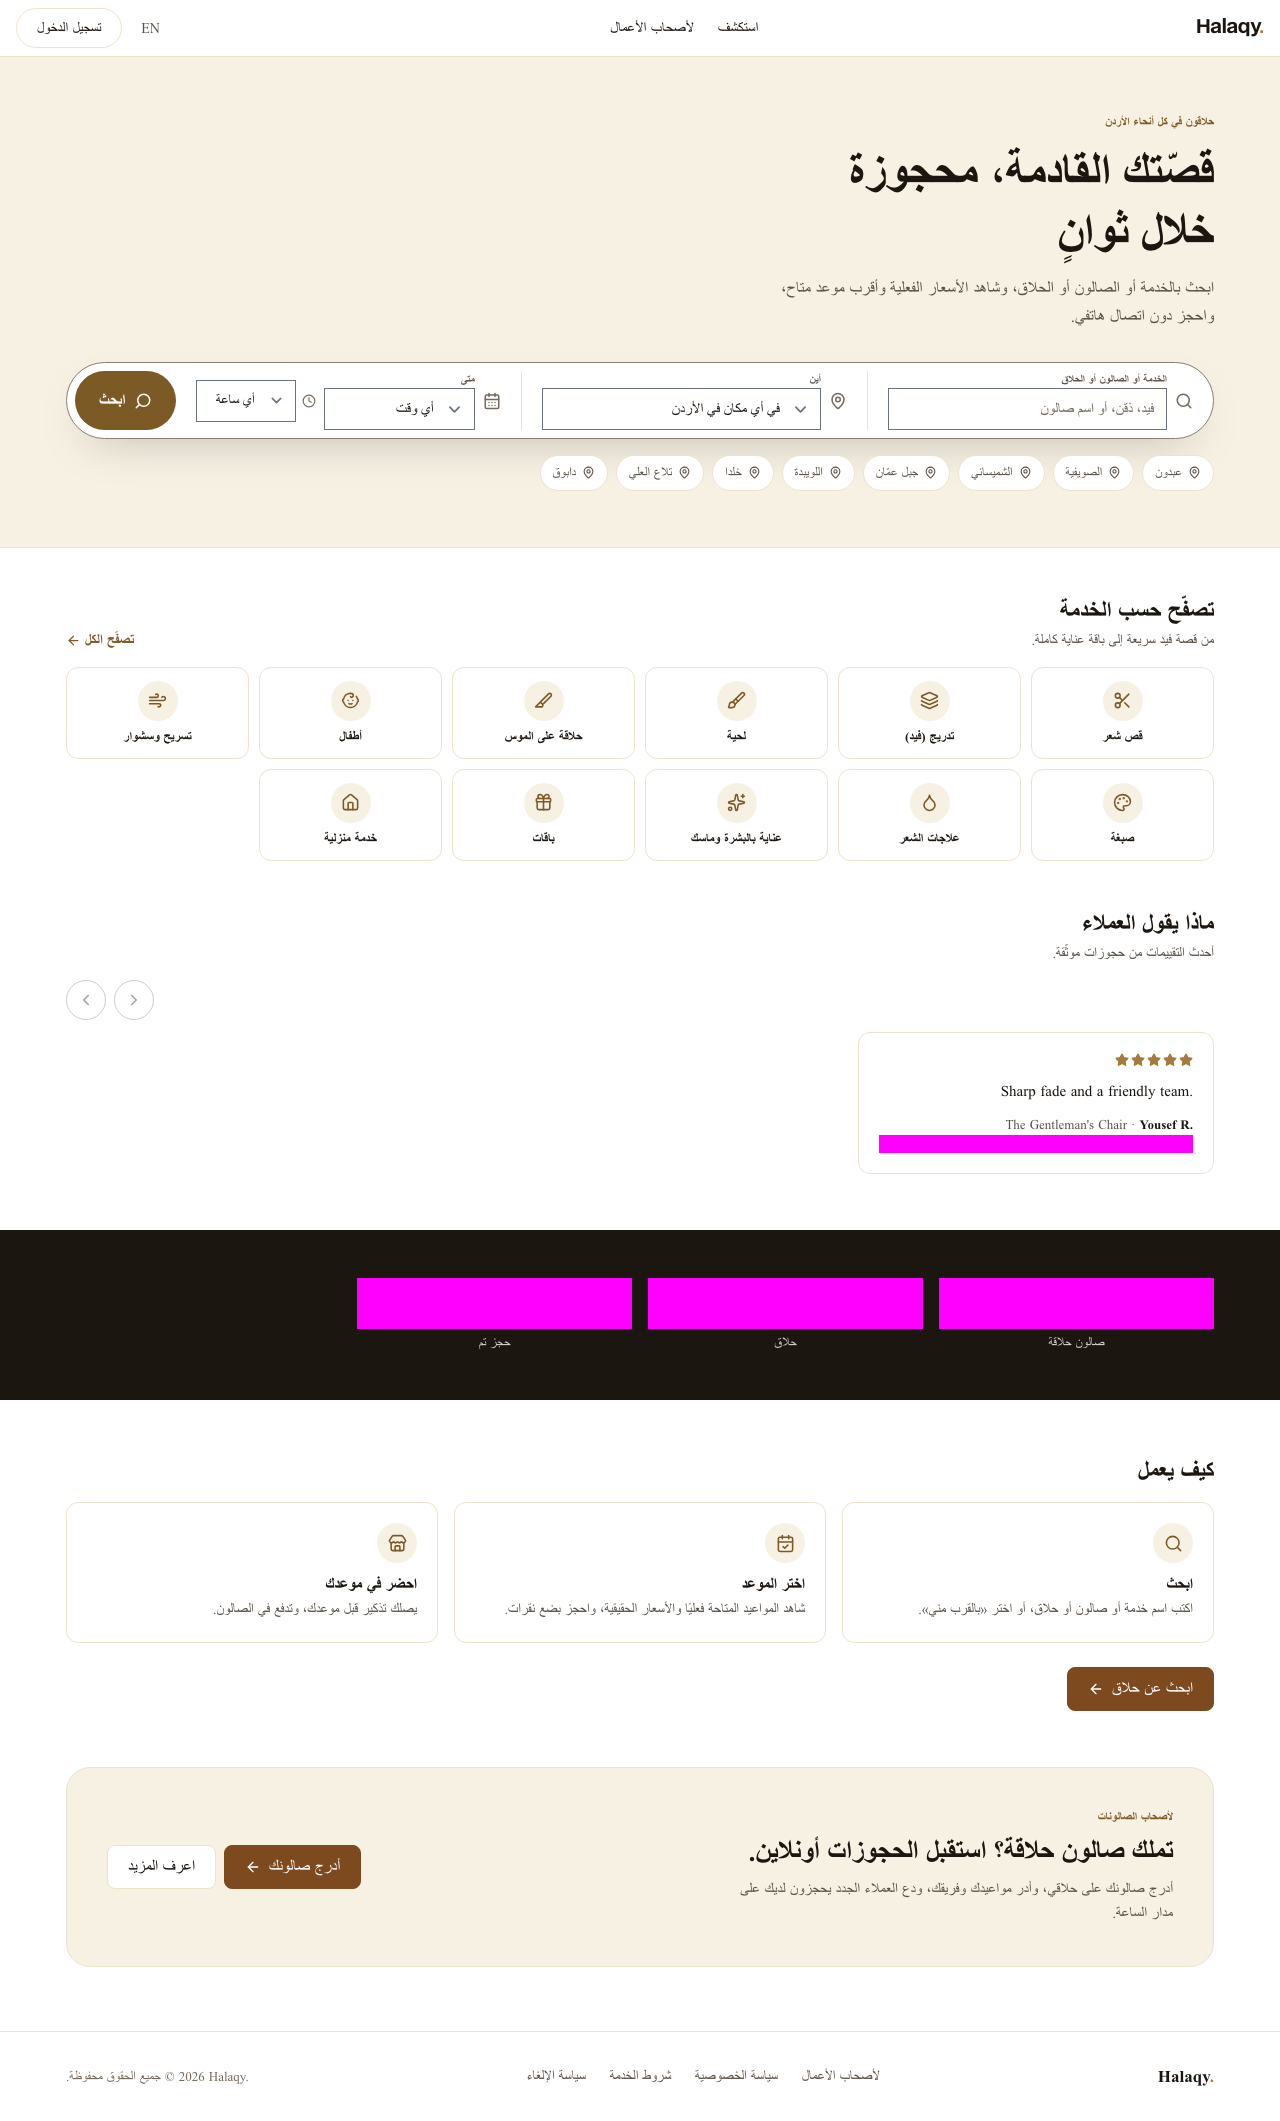 Halaqy.
استكشف
لأصحاب الأعمال
EN
تسجيل الدخول
حلاقون في كل أنحاء الأردن
قصّتك القادمة، محجوزة
خلال ثوانٍ
ابحث بالخدمة أو الصالون أو الحلاق، وشاهد الأسعار الفعلية وأقرب موعد متاح،
واحجز دون اتصال هاتفي.
الخدمة أو الصالون أو الحلاق
فيد، ذقن، أو اسم صالون
أين
في أي مكان في الأردن
متى
أي وقت
أي ساعة
ابحث
عبدون
الصويفية
الشميساني
جبل عمّان
اللويبدة
خلدا
تلاع العلي
دابوق
تصفّح حسب الخدمة
من قصة فيد سريعة إلى باقة عناية كاملة.
تصفّح الكل
قص شعر
تدريج (فيد)
لحية
حلاقة على الموس
أطفال
تسريح وسشوار
صبغة
علاجات الشعر
عناية بالبشرة وماسك
باقات
خدمة منزلية
ماذا يقول العملاء
أحدث التقييمات من حجوزات موثّقة.
Sharp fade and a friendly team.
Yousef R. · The Gentleman's Chair
صالون حلاقة
حلاق
حجز تم
كيف يعمل
ابحث
اكتب اسم خدمة أو صالون أو حلاق، أو اختر «بالقرب مني».
اختر الموعد
شاهد المواعيد المتاحة فعليًا والأسعار الحقيقية، واحجز بضع نقرات.
احضر في موعدك
يصلك تذكير قبل موعدك، وتدفع في الصالون.
ابحث عن حلاق
لأصحاب الصالونات
تملك صالون حلاقة؟ استقبل الحجوزات أونلاين.
أدرج صالونك على حلاقي، وأدر مواعيدك وفريقك، ودع العملاء الجدد يحجزون لديك على
مدار الساعة.
أدرج صالونك
اعرف المزيد
Halaqy.
لأصحاب الأعمال
سياسة الخصوصية
شروط الخدمة
سياسة الإلغاء
Halaqy. 2026 © جميع الحقوق محفوظة.